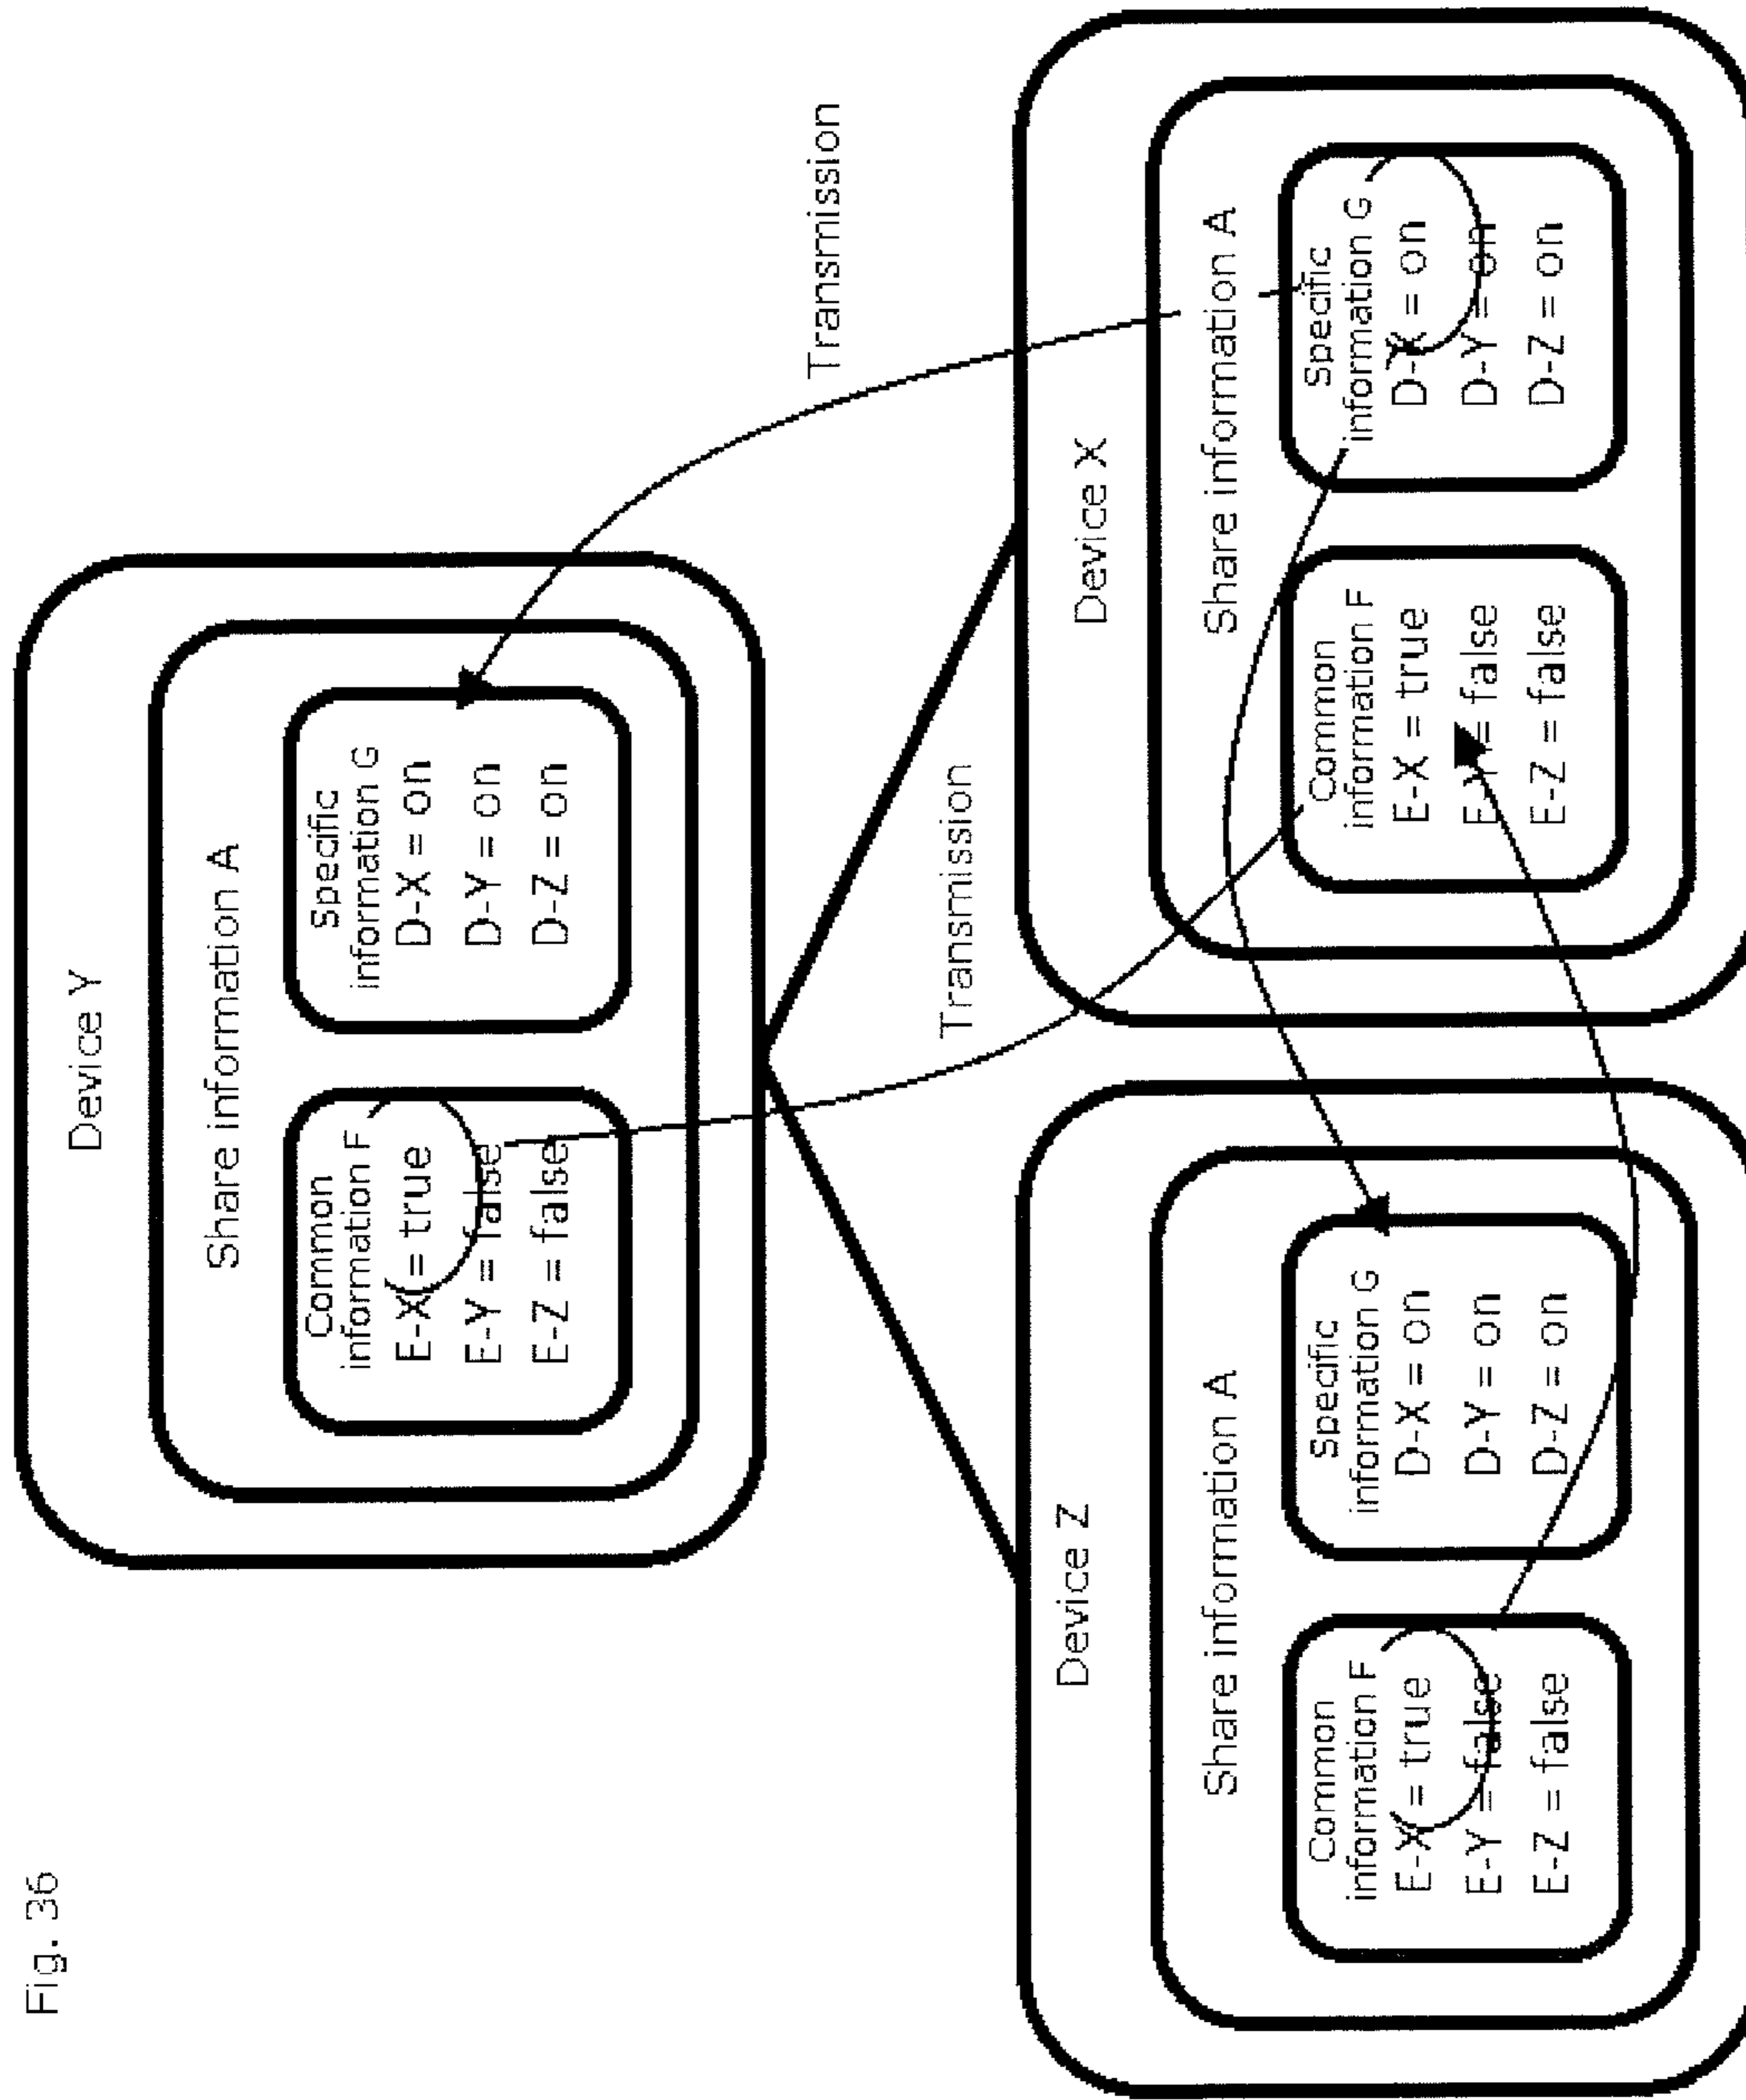 Fig. 36
Device Y
Share information A
Common
information F
E-X = true
E-Y = false
E-Z = false
Specific
information G
D-X = on
D-Y = on
D-Z = on
Transmission
Transmission
Device Z
Share information A
Common
information F
E-X = true
E-Y = false
E-Z = false
Specific
information G
D-X = on
D-Y = on
D-Z = on
Device X
Share information A
Common
information F
E-X = true
E-Y = false
E-Z = false
Specific
information G
D-X = on
D-Y = on
D-Z = on